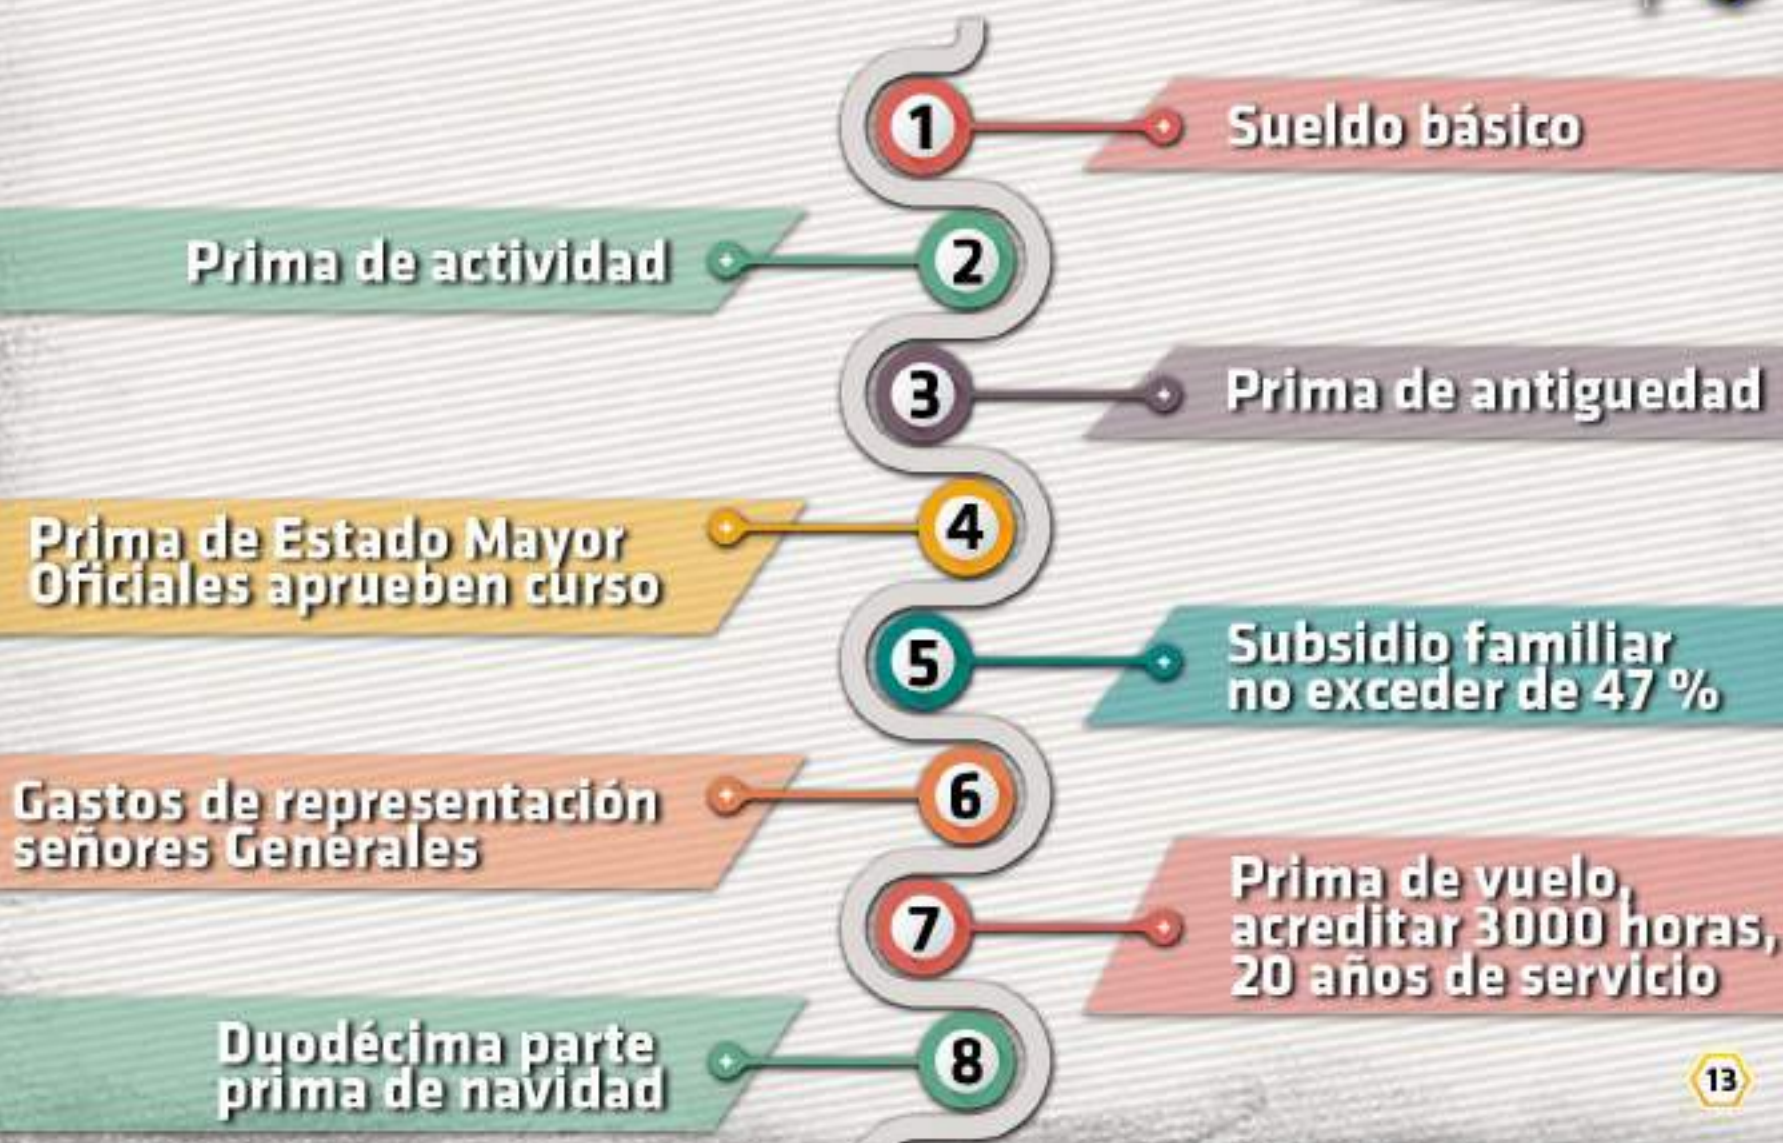 1
Sueldo básico
Prima de actividad
2
3
Prima de antiguedad
Prima de Estado Mayor
Oficiales aprueben curso
4
5
Subsidio familiar
no exceder de 47 %
Gastos de representación
señores Generales
6
7
Prima de vuelo,
acreditar 3000 horas,
20 años de servicio
Duodécima parte
prima de navidad
8
13